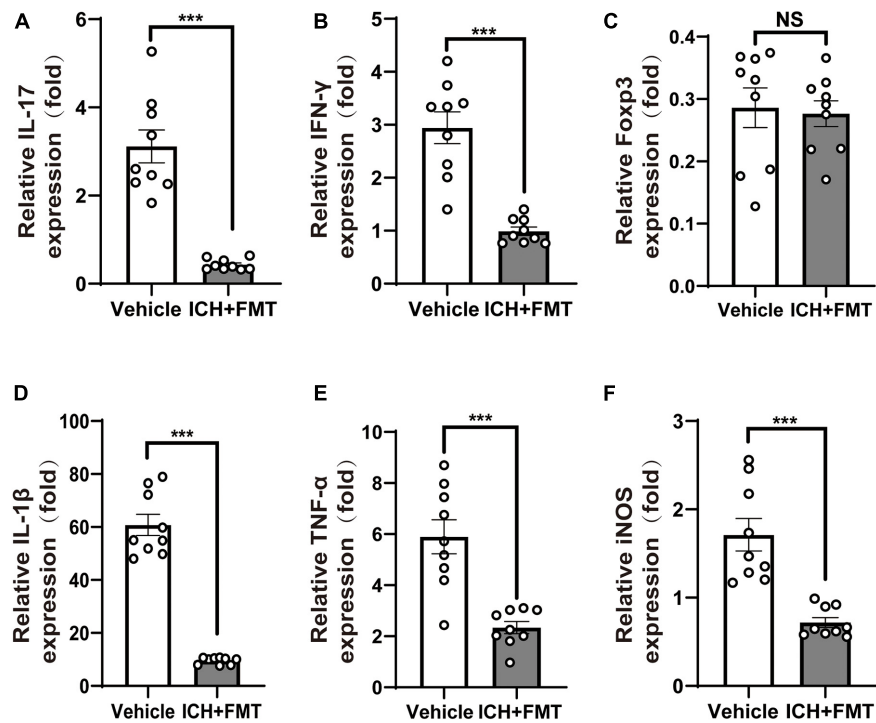 A
Relative IL-17
expression（fold）
6
4
2
0
***
Vehicle ICH+FMT
B
Relative IFN-γ
expression（fold）
5
4
3
2
1
0
***
Vehicle ICH+FMT
C
Relative Foxp3
expression（fold）
0.4
0.3
0.2
0.1
0.0
NS
Vehicle ICH+FMT
D
Relative IL-1β
expression（fold）
100
80
60
40
20
0
***
Vehicle ICH+FMT
E
Relative TNF-α
expression（fold）
10
8
6
4
2
0
***
Vehicle ICH+FMT
F
Relative iNOS
expression（fold）
3
2
1
0
***
Vehicle ICH+FMT